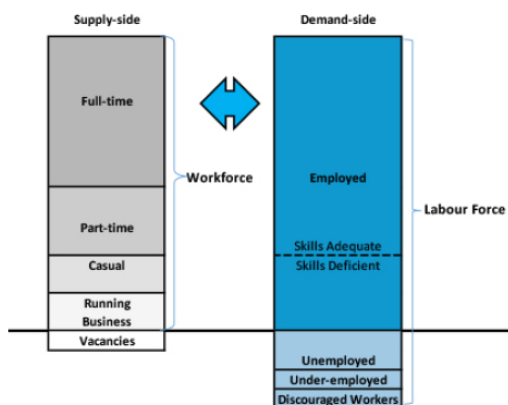 Supply-side
Demand-side
Full-time
Workforce
Employed
Labour Force
Part-time
Skills Adequate
Casual
Skills Deficient
Running
Business
Vacancies
Unemployed
Under-employed
Discouraged Workers